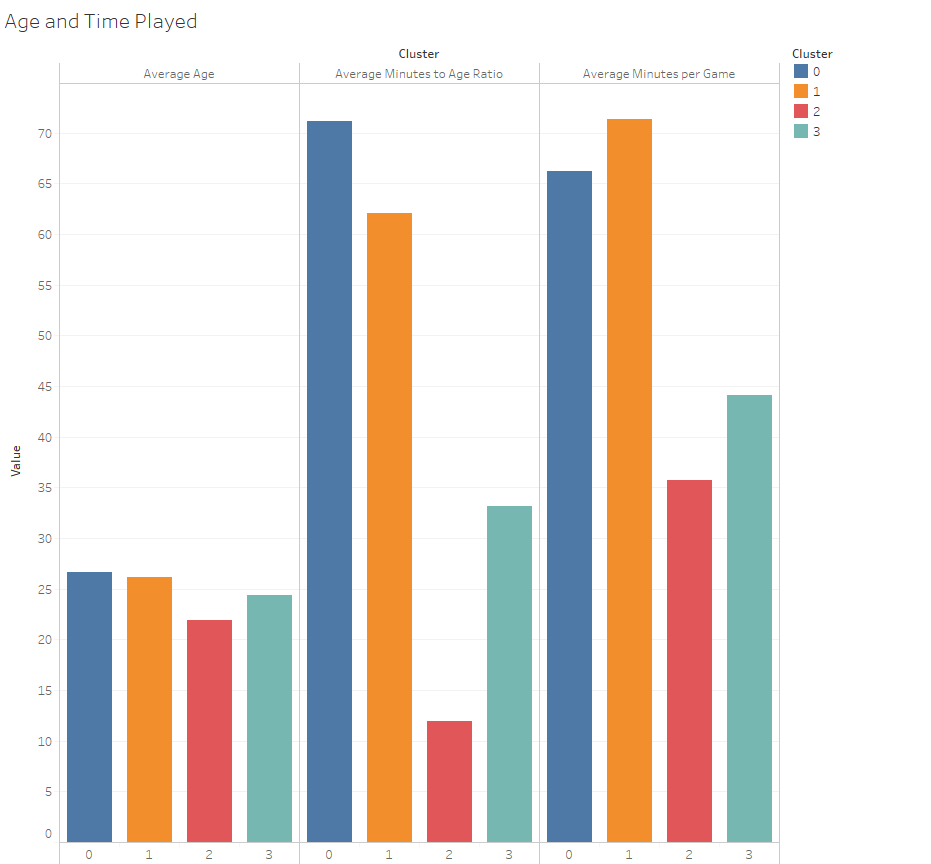 Age and Time Played
Cluster
Average Age
Average Minutes to Age Ratio
Average Minutes per Game
Cluster
0
1
2
3
Value
70
65
60
55
50
45
40
35
30
25
20
15
10
5
0
0 1 2 3 0 1 2 3 0 1 2 3